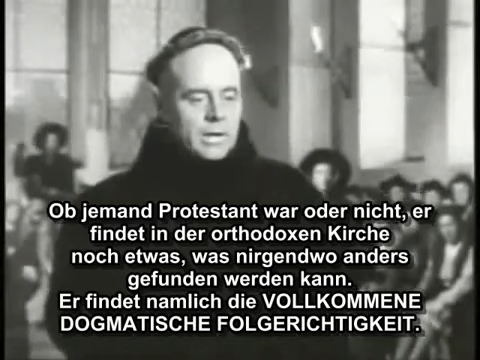 Ob jemand Protestant war oder nicht, er
findet in der orthodoxen Kirche
noch etwas, was nirgendwo anders
gefunden werden kann.
Er findet namlich die VOLLKOMMENE
DOGMATISCHE FOLGERICHTIGKEIT.